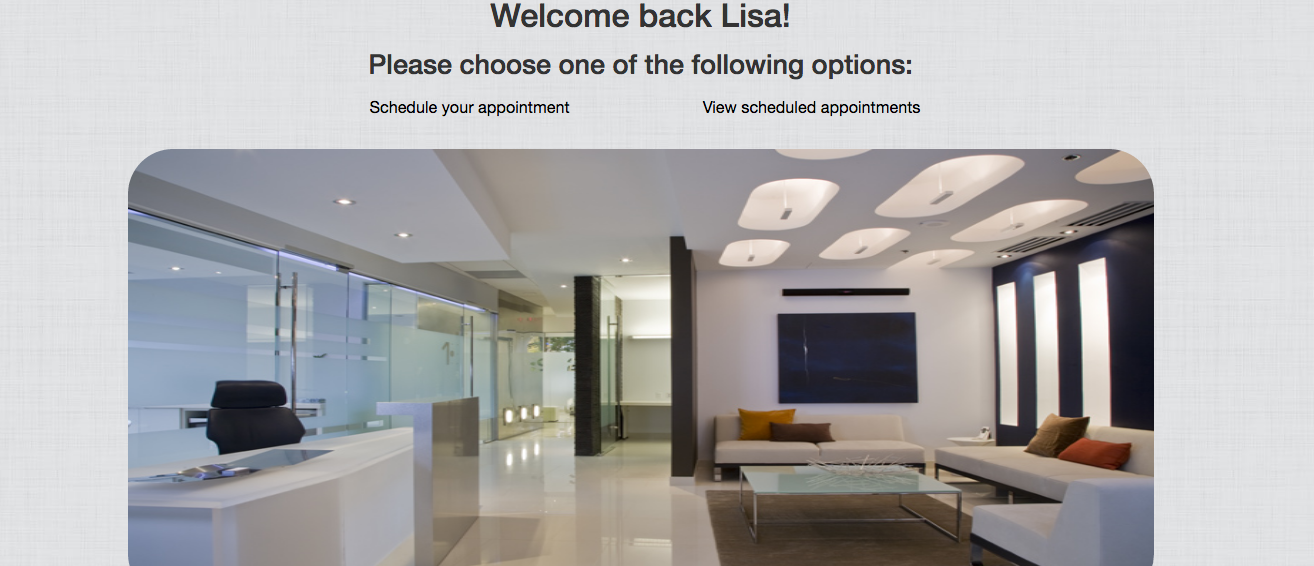 Welcome back Lisa!
Please choose one of the following options:
Schedule your appointment
View scheduled appointments